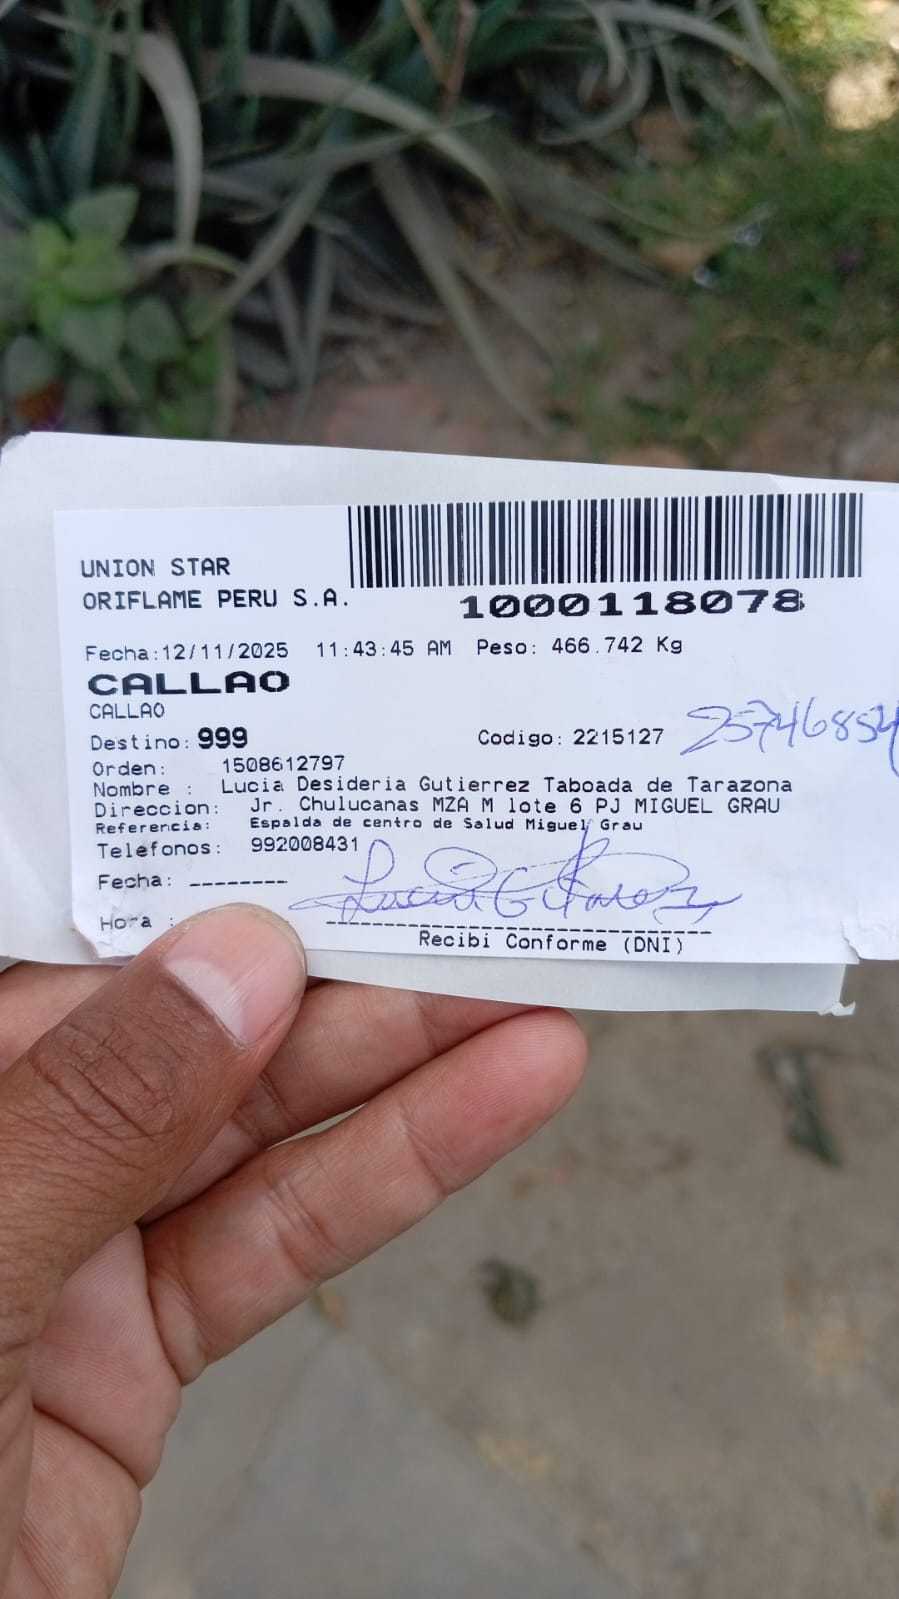 UNION STAR
ORIFLAME PERU S.A.
1000118078
Fecha:12/11/2025 11:43:45 AM Peso: 466.742 Kg
CALLAO
CALLAO
Destino: 999 Codigo: 2215127 25746854
Orden: 1508612797
Nombre : Lucia Desideria Gutierrez Taboada de Tarazona
Direccion: Jr. Chulucanas MZA M lote 6 PJ MIGUEL GRAU
Referencia: Espalda de centro de Salud Miguel Grau
Telefonos: 992008431
Fecha: --------
Hora :
Recibi Conforme (DNI)